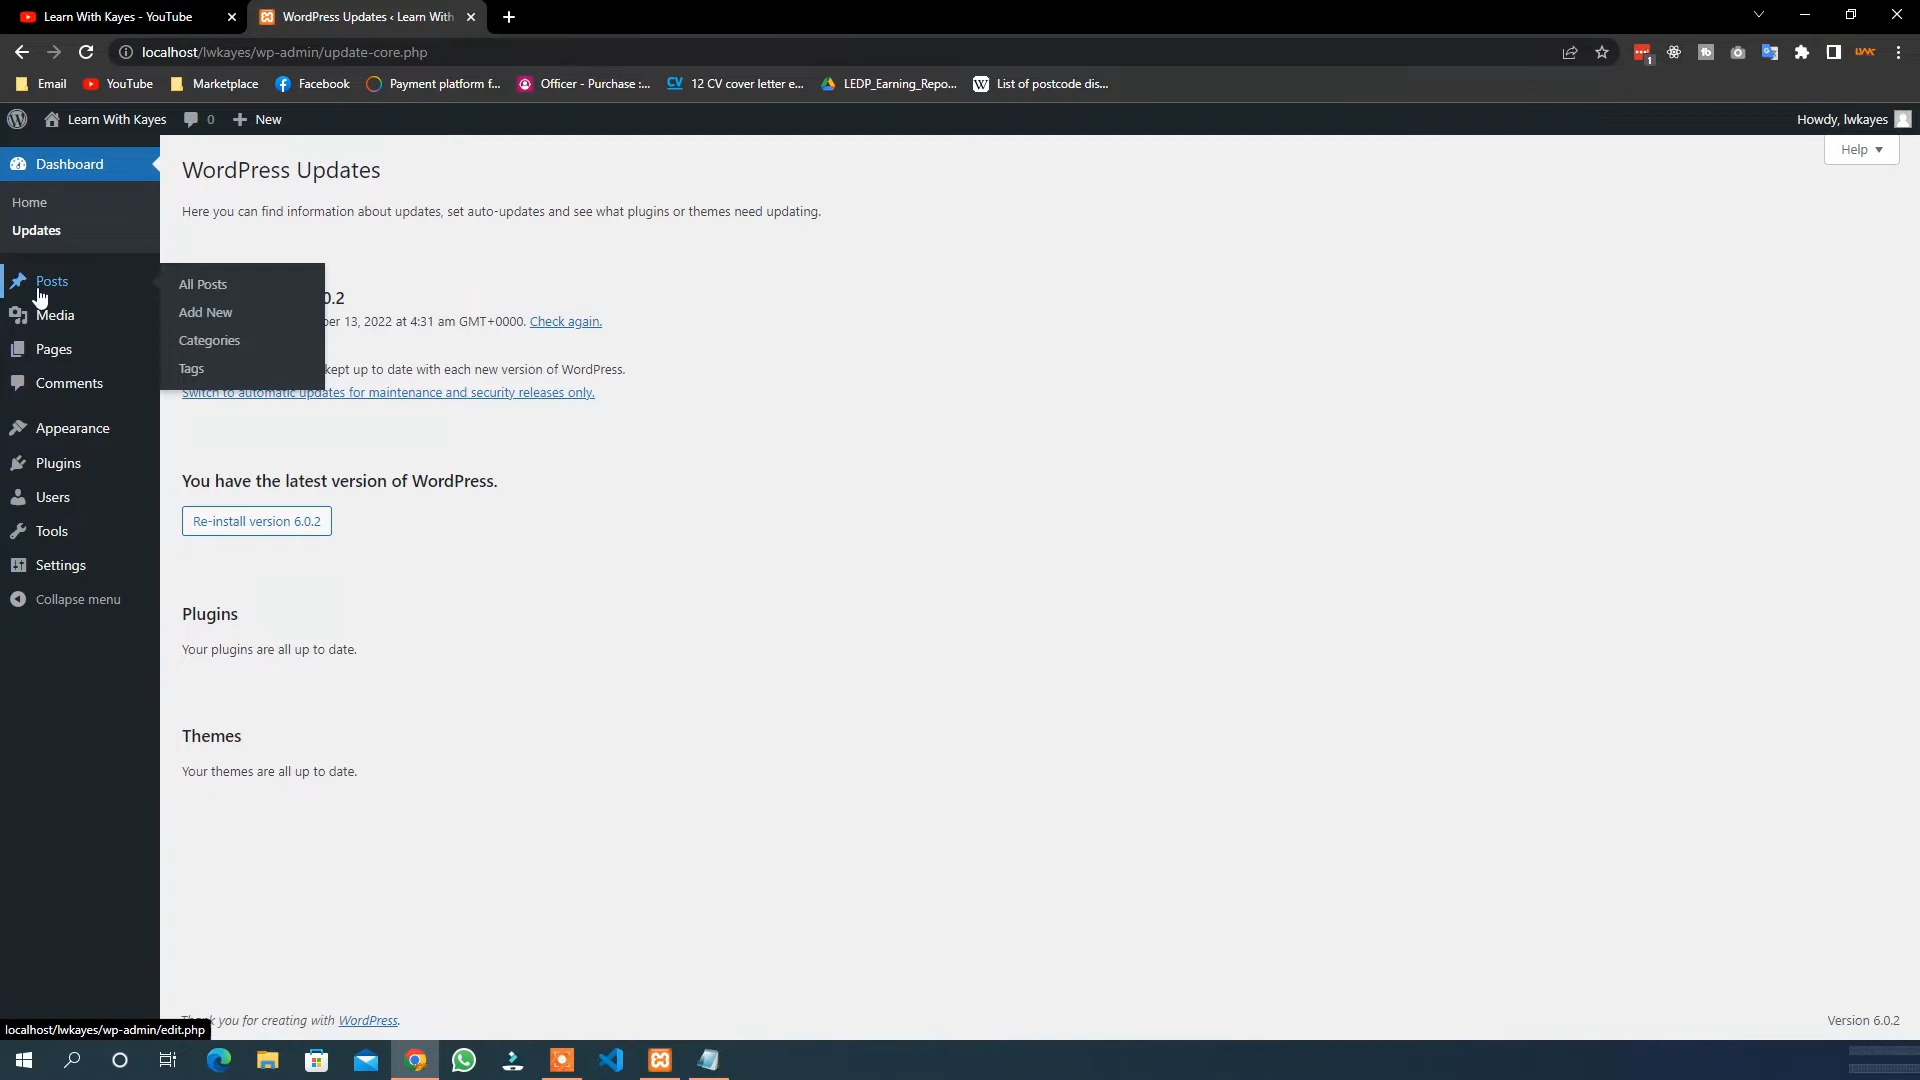 Learn With Kayes - YouTube
WordPress Updates ‹ Learn With
localhost/lwkayes/wp-admin/update-core.php
1
Email
YouTube
Marketplace
Facebook
Payment platform f...
Officer - Purchase :...
CV
12 CV cover letter e...
LEDP_Earning_Repo...
W
List of postcode dis...
Learn With Kayes
0
New
Howdy, lwkayes
Help
Dashboard
Home
Updates
Posts
Media
Pages
Comments
Appearance
Plugins
Users
Tools
Settings
Collapse menu
All Posts
Add New
Categories
Tags
WordPress Updates
Here you can find information about updates, set auto-updates and see what plugins or themes need updating.
0.2
13, 2022 at 4:31 am GMT+0000. Check again.
kept up to date with each new version of WordPress.
Switch to automatic updates for maintenance and security releases only.
You have the latest version of WordPress.
Re-install version 6.0.2
Plugins
Your plugins are all up to date.
Themes
Your themes are all up to date.
you for creating with WordPress.
Version 6.0.2
localhost/lwkayes/wp-admin/edit.php